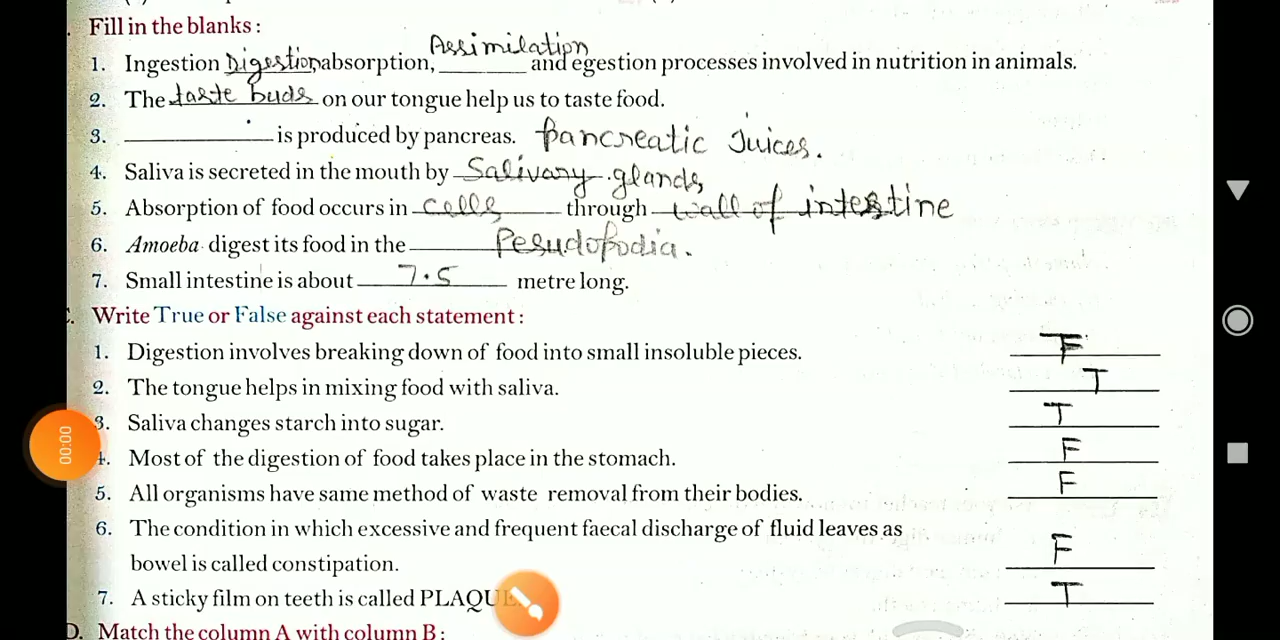 Fill in the blanks :
Assimilation
1. Ingestion Digestion, absorption, ______ and egestion processes involved in nutrition in animals.
2. The taste buds on our tongue help us to taste food.
3. ______ is produced by pancreas. Pancreatic Juices.
4. Saliva is secreted in the mouth by Salivary glands
5. Absorption of food occurs in cells through wall of intestine
6. Amoeba digest its food in the Pesudopodia.
7. Small intestine is about 7.5 metre long.
Write True or False against each statement :
1. Digestion involves breaking down of food into small insoluble pieces. F
2. The tongue helps in mixing food with saliva. T
3. Saliva changes starch into sugar. T
4. Most of the digestion of food takes place in the stomach. F
5. All organisms have same method of waste removal from their bodies. F
6. The condition in which excessive and frequent faecal discharge of fluid leaves as
bowel is called constipation. F
7. A sticky film on teeth is called PLAQUE T
D. Match the column A with column B :
00:00